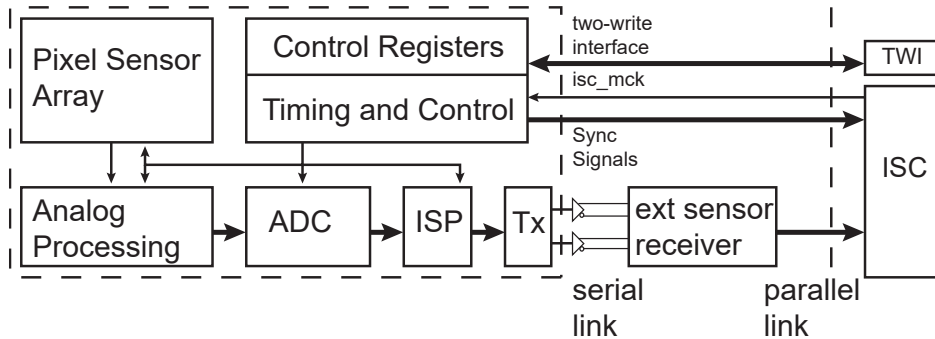 Pixel Sensor
Array
Control Registers
Timing and Control
two-write
interface
isc_mck
Sync
Signals
TWI
ISC
Analog
Processing
ADC
ISP
Tx
ext sensor
receiver
serial
link
parallel
link